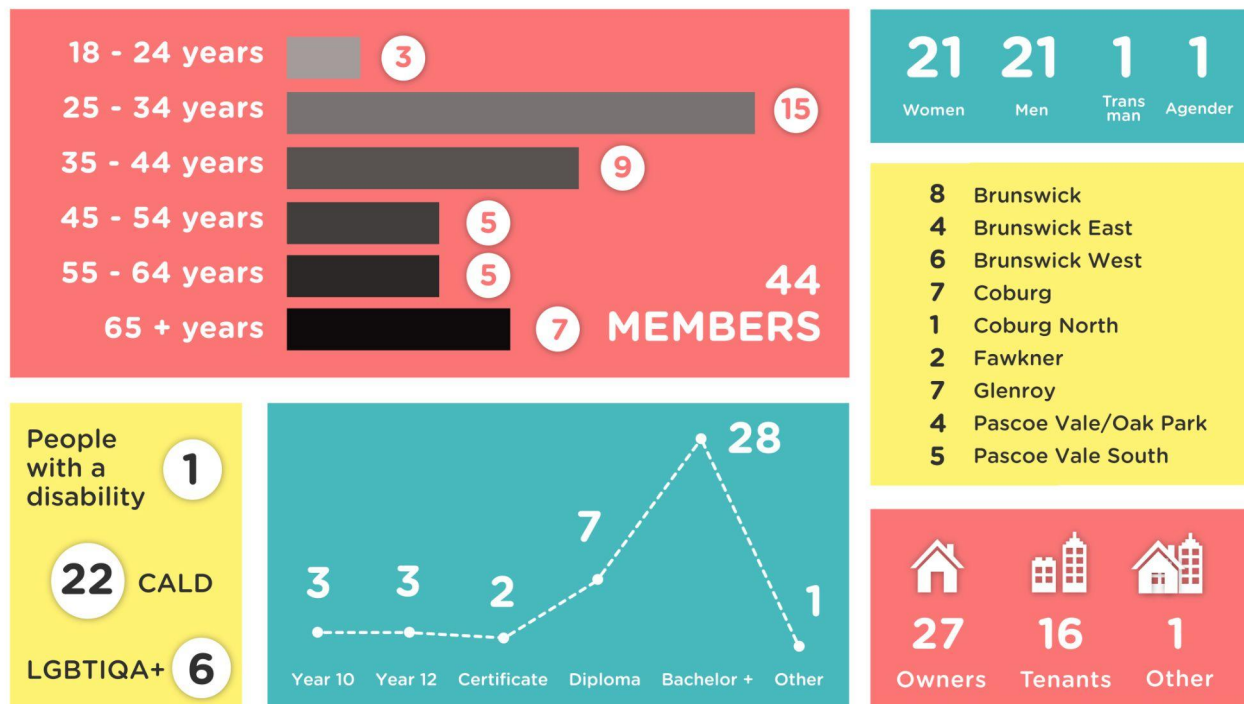 18 - 24 years 3
25 - 34 years 15
35 - 44 years 9
45 - 54 years 5
55 - 64 years 5
65 + years 7
44
MEMBERS
21 21 1 1
Women Men Trans man Agender
8 Brunswick
4 Brunswick East
6 Brunswick West
7 Coburg
1 Coburg North
2 Fawkner
7 Glenroy
4 Pascoe Vale/Oak Park
5 Pascoe Vale South
People
with a
disability
1
22 CALD
LGBTIQA+ 6
3 3 2 7 28 1
Year 10 Year 12 Certificate Diploma Bachelor + Other
27 16 1
Owners Tenants Other